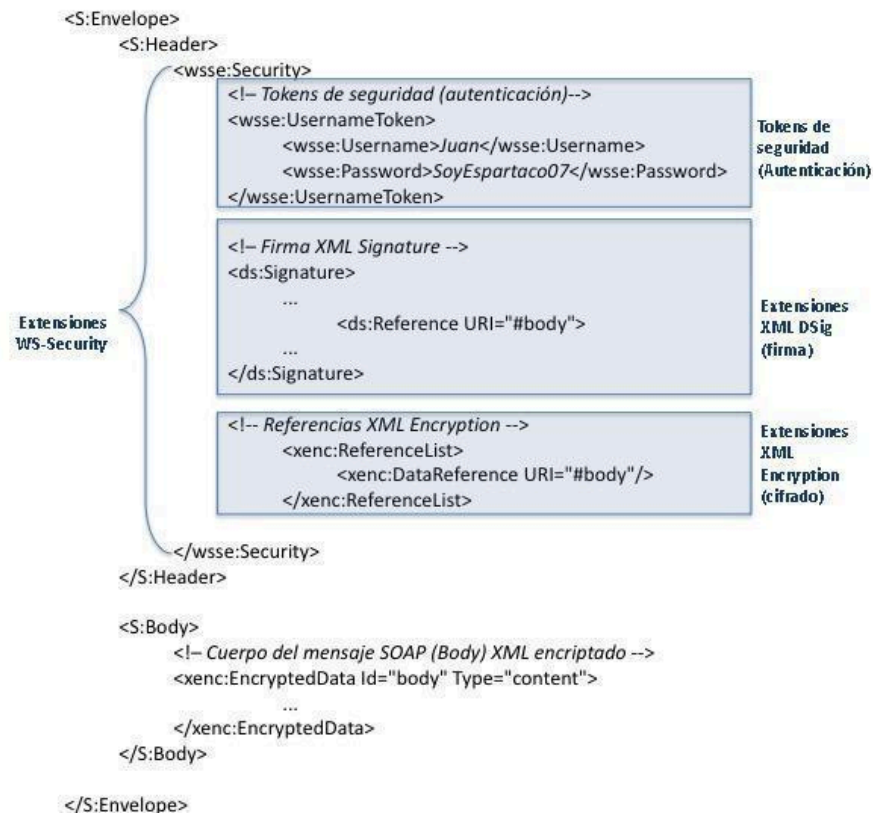 <S:Envelope>
<S:Header>
<wsse:Security>
<!– Tokens de seguridad (autenticación)-->
<wsse:UsernameToken>
<wsse:Username>Juan</wsse:Username>
<wsse:Password>SoyEspartaco07</wsse:Password>
</wsse:UsernameToken>
Tokens de
seguridad
(Autenticación)
<!– Firma XML Signature -->
<ds:Signature>
...
<ds:Reference URI="#body">
...
</ds:Signature>
Extensiones
XML DSig
(firma)
Extensiones
WS-Security
<!-- Referencias XML Encryption -->
<xenc:ReferenceList>
<xenc:DataReference URI="#body"/>
</xenc:ReferenceList>
Extensiones
XML
Encryption
(cifrado)
</wsse:Security>
</S:Header>
<S:Body>
<!– Cuerpo del mensaje SOAP (Body) XML encriptado -->
<xenc:EncryptedData Id="body" Type="content">
...
</xenc:EncryptedData>
</S:Body>
</S:Envelope>